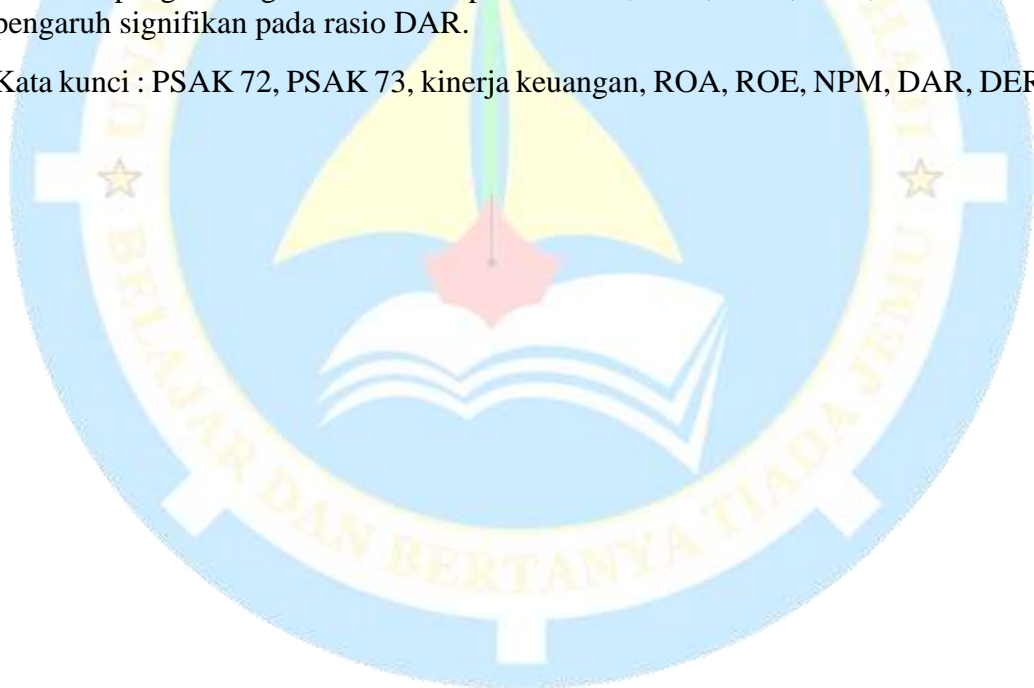 pengaruh signifikan pada rasio DAR.
Kata kunci : PSAK 72, PSAK 73, kinerja keuangan, ROA, ROE, NPM, DAR, DER
BELAJAR DAN BERTANYA TIADA JEMU